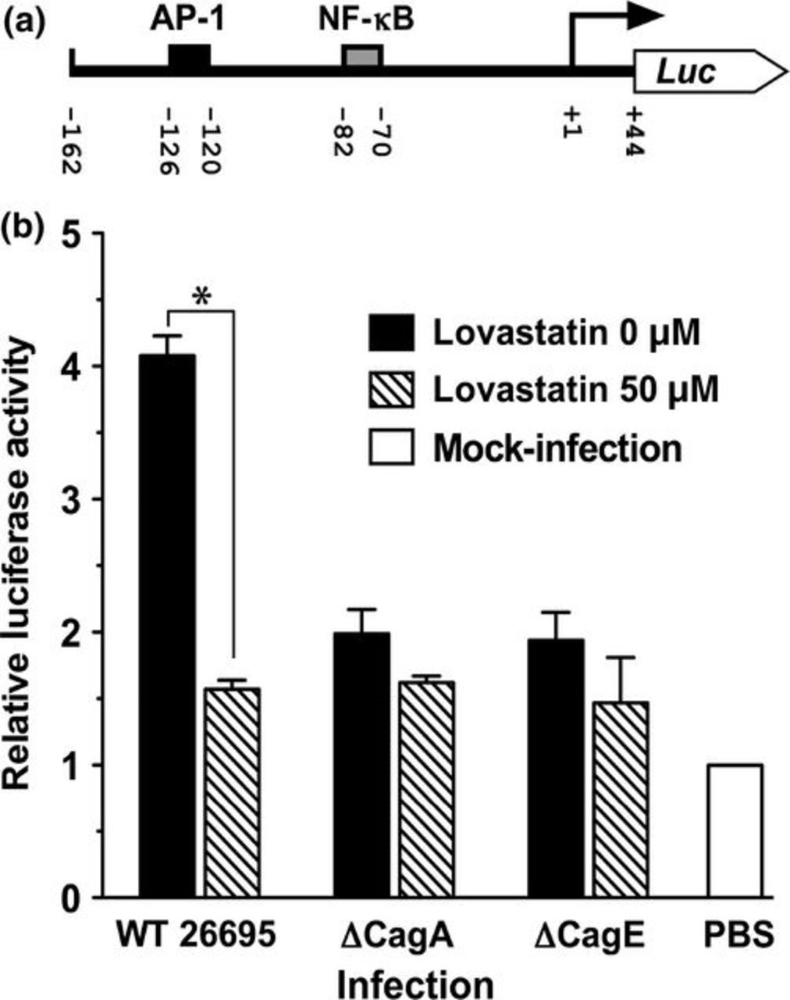 (a)
AP-1 NF-κB
Luc
-162 -126 -120 -82 -70 +1 +44
(b)
5
4
3
2
1
0
Relative luciferase activity
*
Lovastatin 0 μM
Lovastatin 50 μM
Mock-infection
WT 26695 ΔCagA ΔCagE PBS
Infection